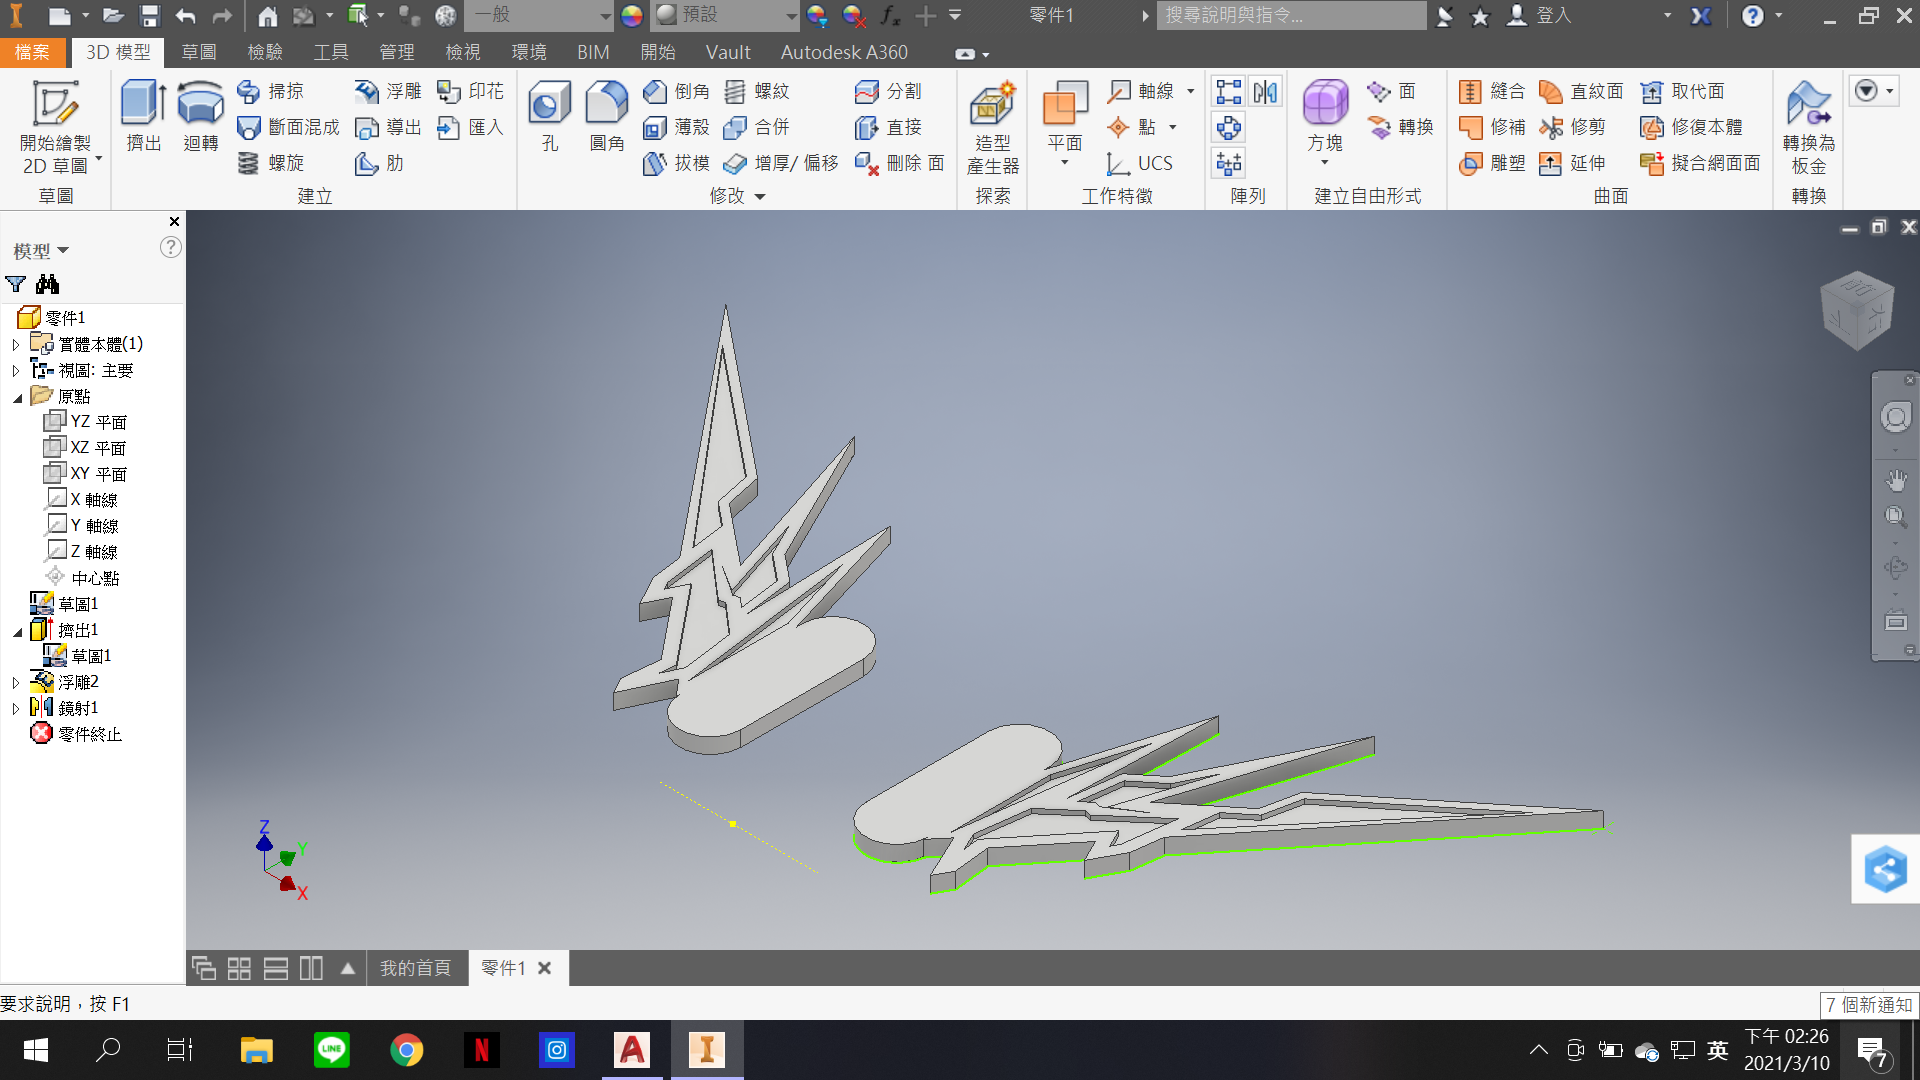 一般
預設
fx
零件1
搜尋說明與指令...
登入
檔案
3D 模型
草圖
檢驗
工具
管理
檢視
環境
BIM
開始
Vault
Autodesk A360
開始繪製
2D 草圖
草圖
擠出
迴轉
掃掠
斷面混成
螺旋
浮雕
導出
肋
印花
匯入
建立
孔
圓角
倒角
薄殼
拔模
螺紋
合併
增厚/ 偏移
分割
直接
刪除 面
修改
造型
產生器
探索
平面
軸線
點
UCS
工作特徵
陣列
方塊
面
轉換
建立自由形式
縫合
修補
雕塑
直紋面
修剪
延伸
取代面
修復本體
擬合網面面
曲面
轉換為
板金
轉換
模型
零件1
實體本體(1)
視圖: 主要
原點
YZ 平面
XZ 平面
XY 平面
X 軸線
Y 軸線
Z 軸線
中心點
草圖1
擠出1
草圖1
浮雕2
鏡射1
零件終止
Z
Y
X
我的首頁
零件1
要求說明，按 F1
7 個新通知
LINE
英
下午 02:26
2021/3/10
7